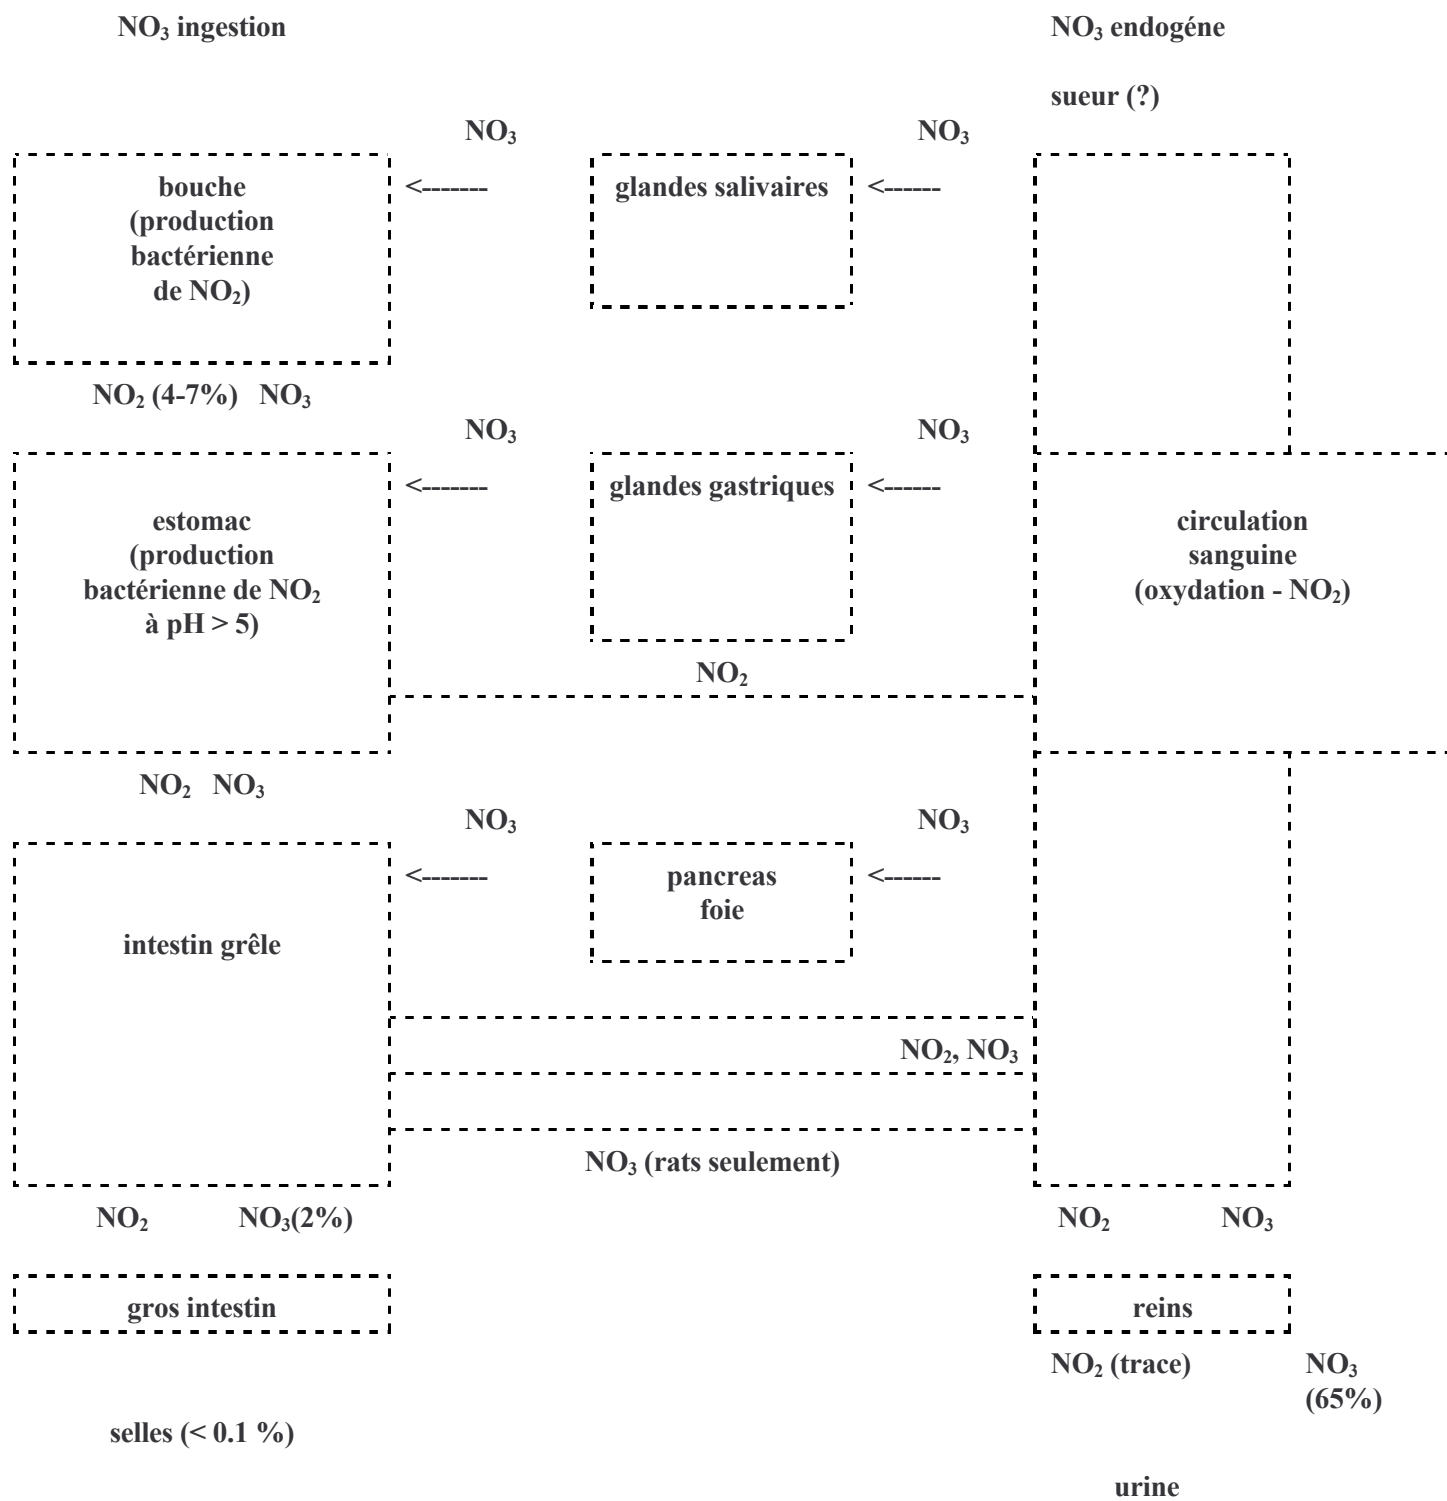 NO₃ ingestion
NO₃ endogéne
sueur (?)
NO₃
NO₃
bouche
(production
bactérienne
de NO₂)
<-------
glandes salivaires
<------
NO₂ (4-7%) NO₃
NO₃
NO₃
<-------
glandes gastriques
<------
estomac
(production
bactérienne de NO₂
à pH > 5)
circulation
sanguine
(oxydation - NO₂)
NO₂
NO₂ NO₃
NO₃
NO₃
<-------
pancreas
foie
<------
intestin grêle
NO₂, NO₃
NO₃ (rats seulement)
NO₂ NO₃(2%)
NO₂ NO₃
gros intestin
reins
NO₂ (trace)
NO₃
(65%)
selles (< 0.1 %)
urine